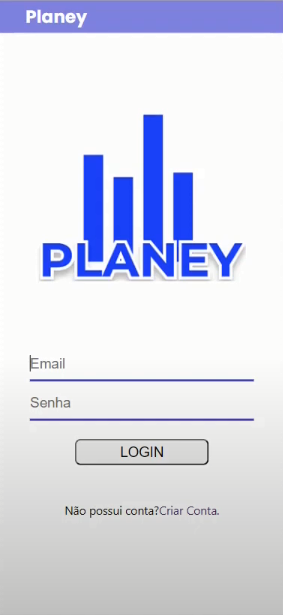 Planey
PLANEY
Email
Senha
LOGIN
Não possui conta?Criar Conta.